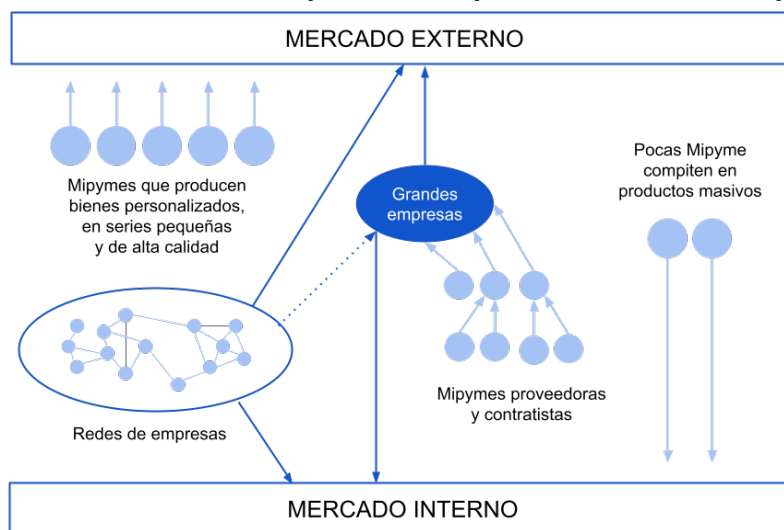 MERCADO EXTERNO
Mipymes que producen
bienes personalizados,
en series pequeñas
y de alta calidad
Grandes
empresas
Pocas Mipyme
compiten en
productos masivos
Mipymes proveedoras
y contratistas
Redes de empresas
MERCADO INTERNO